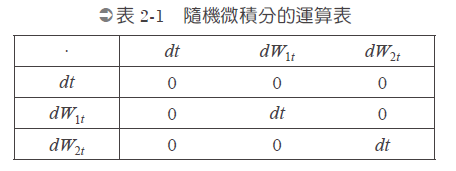 ➲表 2-1 隨機微積分的運算表
· dt dW1t dW2t
dt 0 0 0
dW1t 0 dt 0
dW2t 0 0 dt